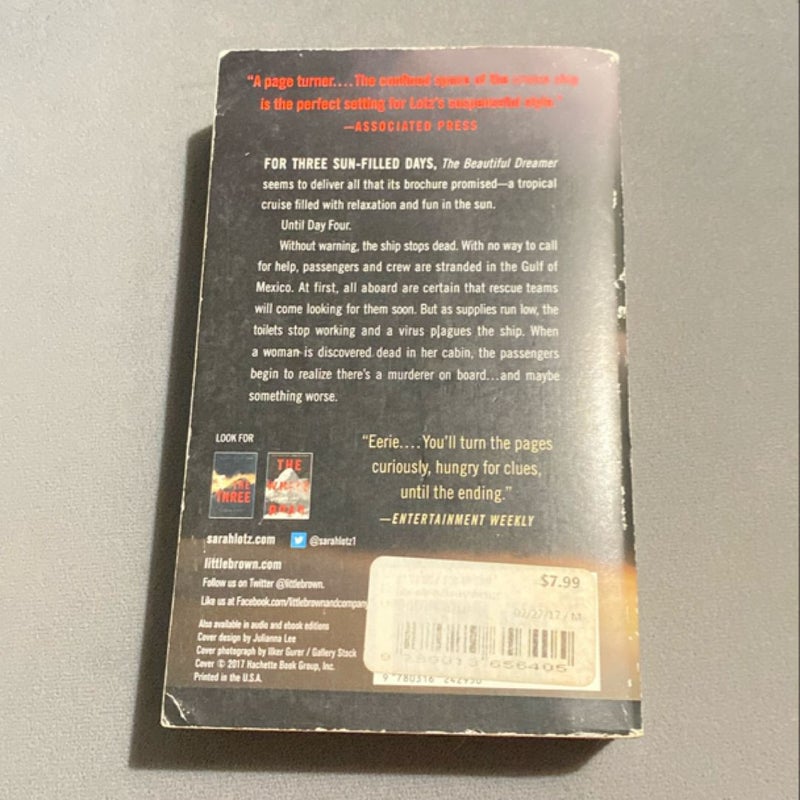 "A page turner....The confined space of the cruise ship
is the perfect setting for Lotz's suspenseful style."
—ASSOCIATED PRESS
FOR THREE SUN-FILLED DAYS, The Beautiful Dreamer
seems to deliver all that its brochure promised—a tropical
cruise filled with relaxation and fun in the sun.
Until Day Four.
Without warning, the ship stops dead. With no way to call
for help, passengers and crew are stranded in the Gulf of
Mexico. At first, all aboard are certain that rescue teams
will come looking for them soon. But as supplies run low, the
toilets stop working and a virus plagues the ship. When
a woman is discovered dead in her cabin, the passengers
begin to realize there's a murderer on board...and maybe
something worse.
LOOK FOR
THE
THREE
THE
"Eerie....You'll turn the pages
curiously, hungry for clues,
until the ending."
—ENTERTAINMENT WEEKLY
sarahlotz.com
@sarahlotz1
littlebrown.com
Follow us on Twitter @littlebrown.
Like us at Facebook.com/littlebrownandcompany
Also available in audio and ebook editions
Cover design by Julianna Lee
Cover photograph by Ilker Gurer / Gallery Stock
Cover © 2017 Hachette Book Group, Inc.
Printed in the U.S.A.
$7.99
02/27/17 / M
9 780316 242950